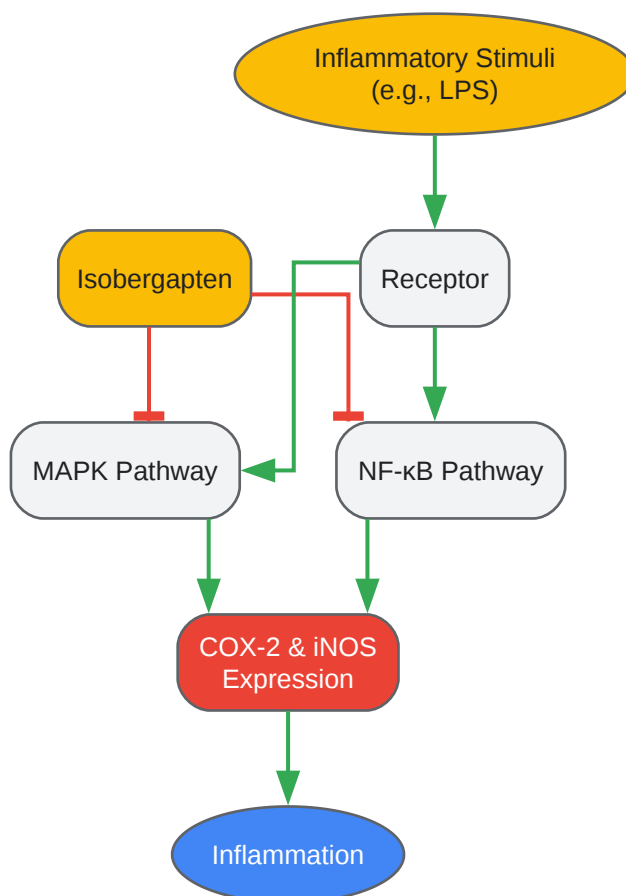 Inflammatory Stimuli
(e.g., LPS)
Isobergapten
Receptor
MAPK Pathway
NF-κB Pathway
COX-2 & iNOS
Expression
Inflammation